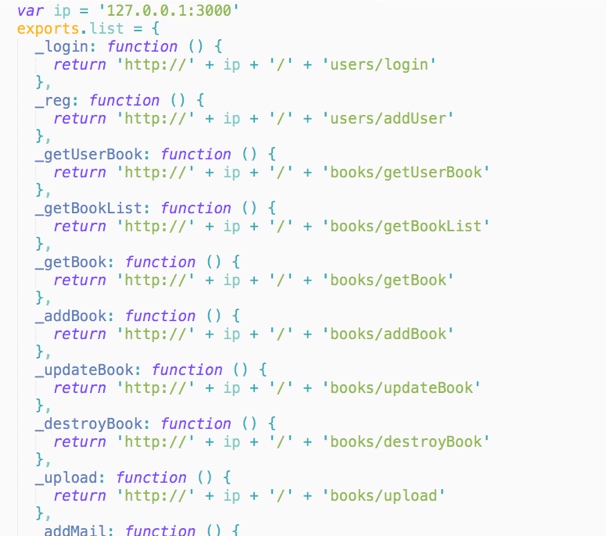 var ip = '127.0.0.1:3000'
exports.list = {
  _login: function () {
    return 'http://' + ip + '/' + 'users/login'
  },
  _reg: function () {
    return 'http://' + ip + '/' + 'users/addUser'
  },
  _getUserBook: function () {
    return 'http://' + ip + '/' + 'books/getUserBook'
  },
  _getBookList: function () {
    return 'http://' + ip + '/' + 'books/getBookList'
  },
  _getBook: function () {
    return 'http://' + ip + '/' + 'books/getBook'
  },
  _addBook: function () {
    return 'http://' + ip + '/' + 'books/addBook'
  },
  _updateBook: function () {
    return 'http://' + ip + '/' + 'books/updateBook'
  },
  _destroyBook: function () {
    return 'http://' + ip + '/' + 'books/destroyBook'
  },
  _upload: function () {
    return 'http://' + ip + '/' + 'books/upload'
  },
  _addMail: function () {